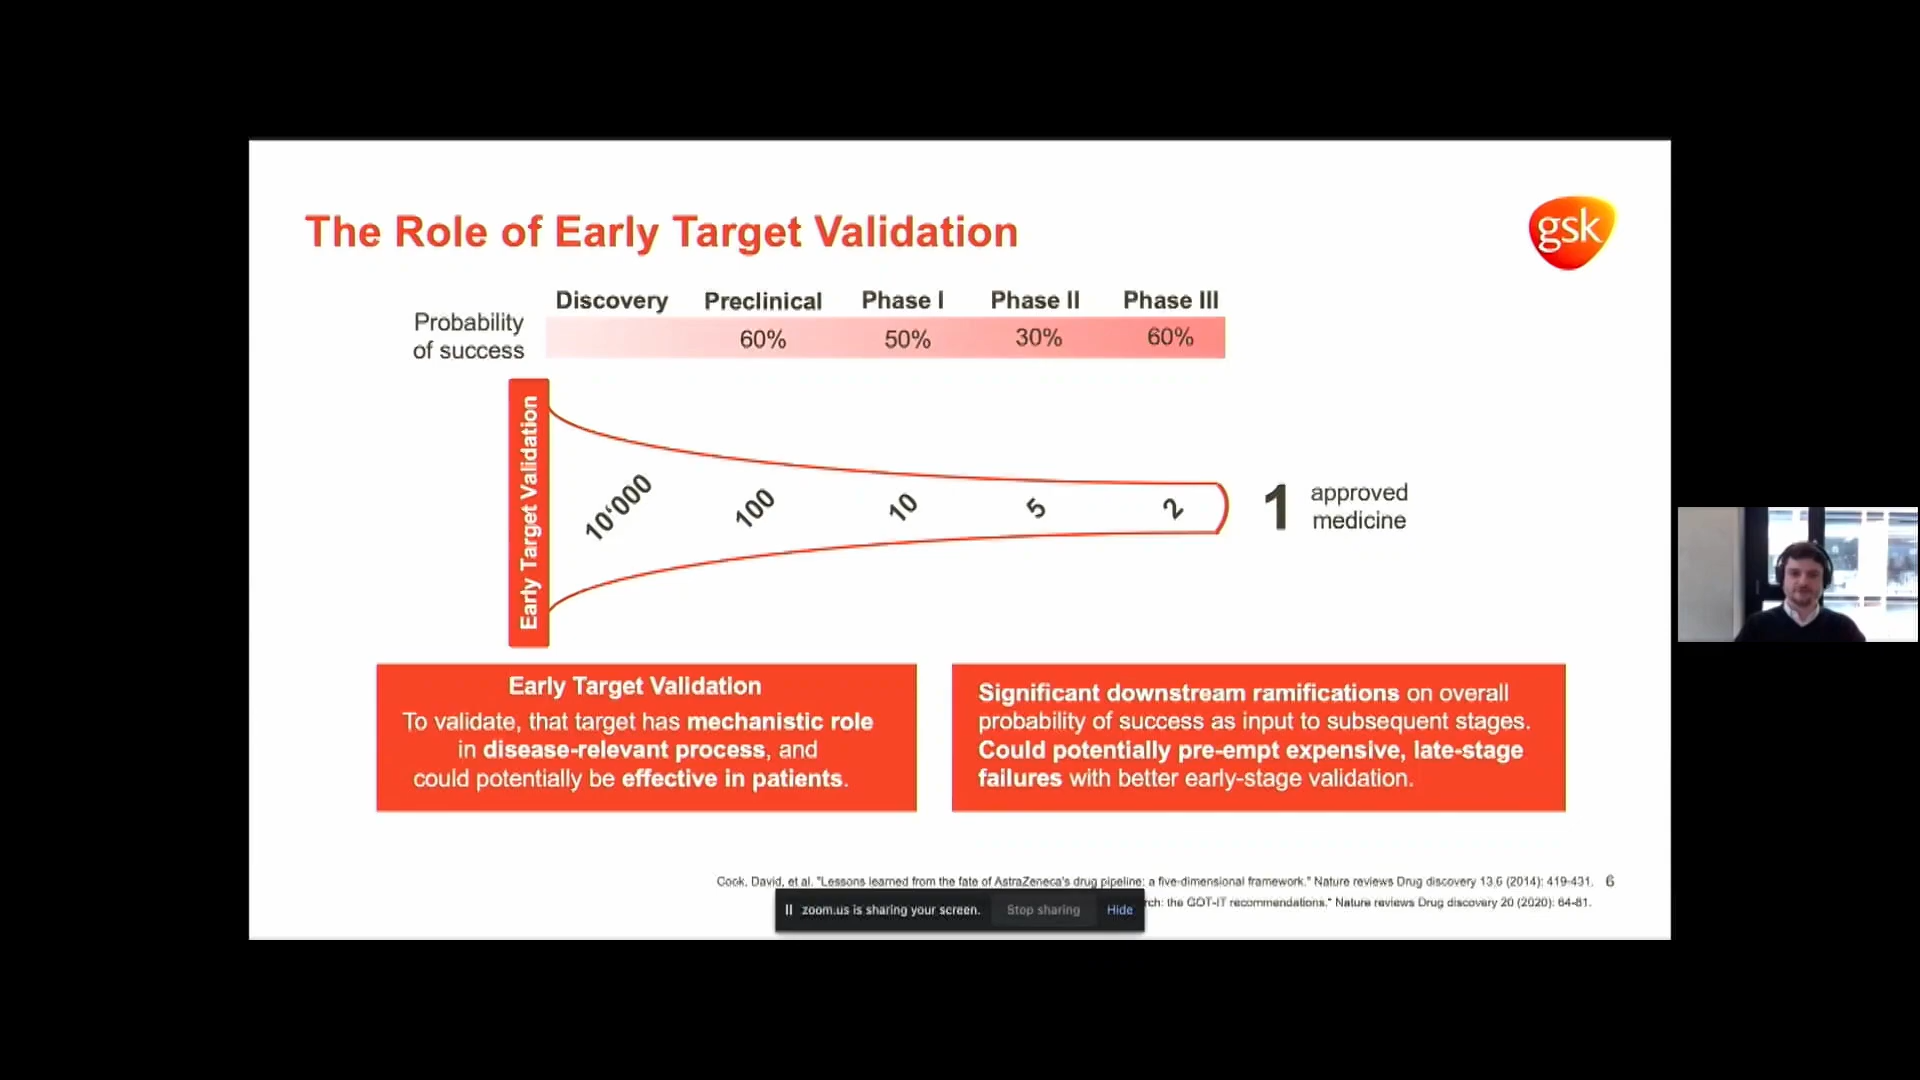 The Role of Early Target Validation
gsk
Discovery Preclinical Phase I Phase II Phase III
Probability
of success
60% 50% 30% 60%
Early Target Validation
10‘000 100 10 5 2
1 approved
medicine
Early Target Validation
To validate, that target has mechanistic role
in disease-relevant process, and
could potentially be effective in patients.
Significant downstream ramifications on overall
probability of success as input to subsequent stages.
Could potentially pre-empt expensive, late-stage
failures with better early-stage validation.
Cook, David, et al. "Lessons learned from the fate of AstraZeneca's drug pipeline: a five-dimensional framework." Nature reviews Drug discovery 13.6 (2014): 419-431. 6
rch: the GOT-IT recommendations." Nature reviews Drug discovery 20 (2020): 64-81.
zoom.us is sharing your screen. Stop sharing Hide